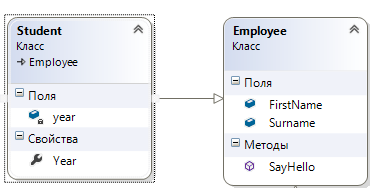 Student
Класс
Employee
Поля
year
Свойства
Year
Employee
Класс
Поля
FirstName
Surname
Методы
SayHello